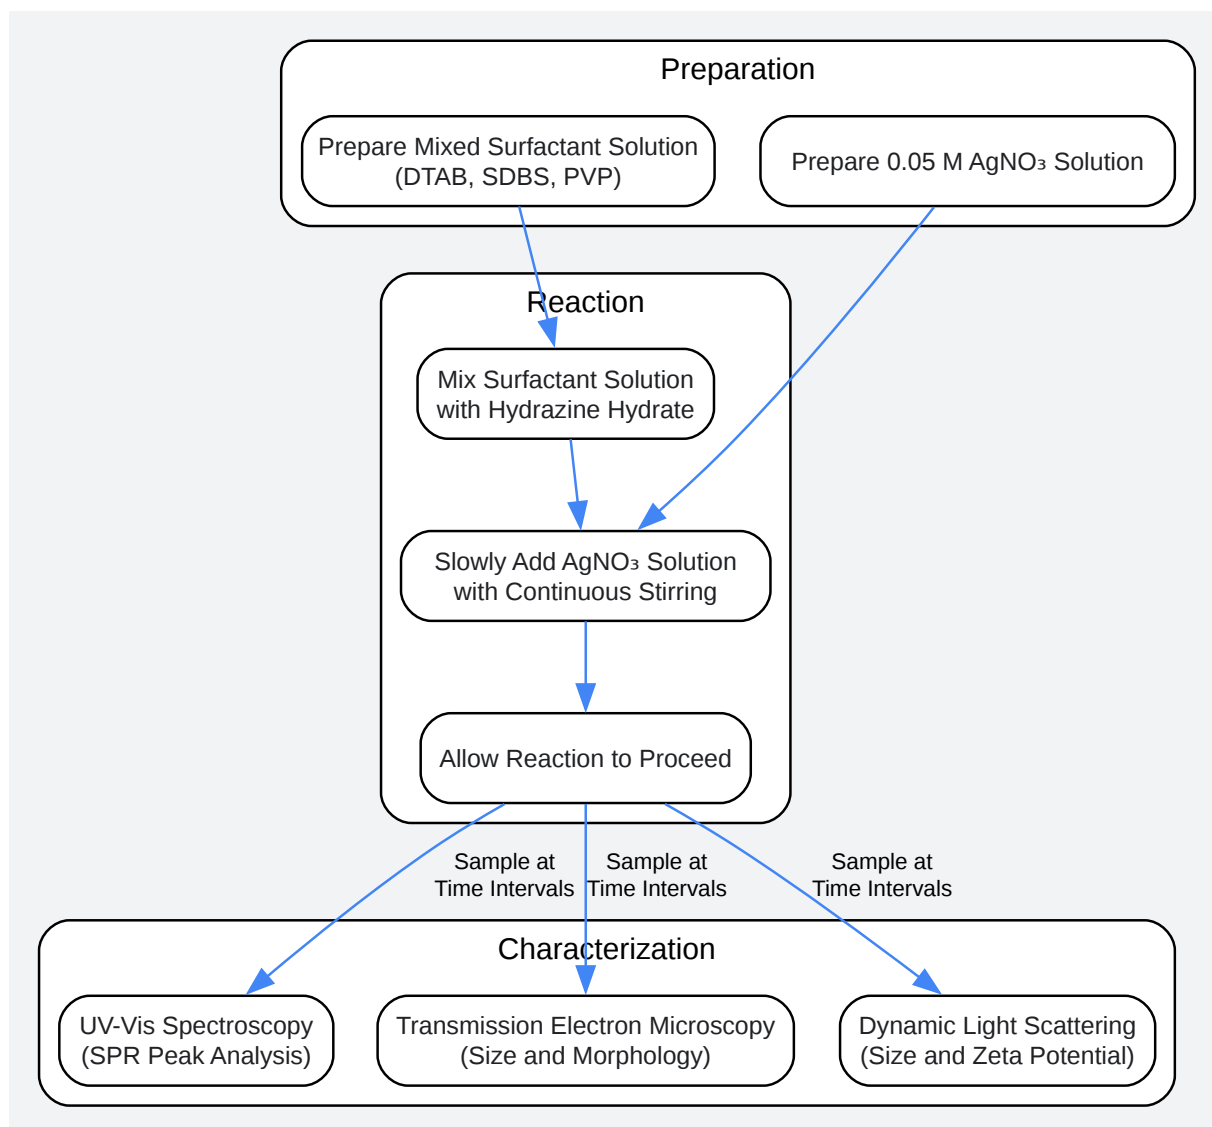 Preparation
Prepare Mixed Surfactant Solution
(DTAB, SDBS, PVP)
Prepare 0.05 M AgNO₃ Solution
Reaction
Mix Surfactant Solution
with Hydrazine Hydrate
Slowly Add AgNO₃ Solution
with Continuous Stirring
Allow Reaction to Proceed
Sample at
Time Intervals
Sample at
Time Intervals
Sample at
Time Intervals
Characterization
UV-Vis Spectroscopy
(SPR Peak Analysis)
Transmission Electron Microscopy
(Size and Morphology)
Dynamic Light Scattering
(Size and Zeta Potential)